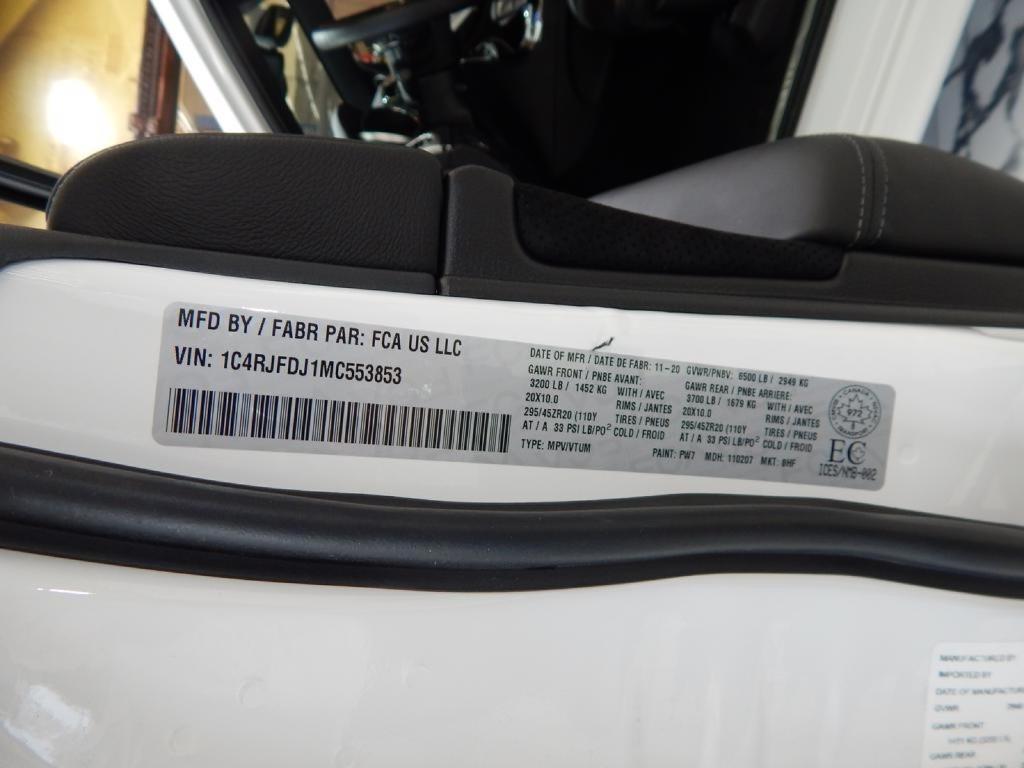 MFD BY / FABR PAR: FCA US LLC
VIN: 1C4RJFDJ1MC553853
DATE OF MFR / DATE DE FABR: 11-20 GVWR/PNBV: 6500 LB / 2949 KG
GAWR FRONT / PNBE AVANT: GAWR REAR / PNBE ARRIERE:
3200 LB / 1452 KG WITH / AVEC 3700 LB / 1679 KG WITH / AVEC
20X10.0 RIMS / JANTES 20X10.0 RIMS / JANTES
295/45ZR20 (110Y TIRES / PNEUS 295/45ZR20 (110Y TIRES / PNEUS
AT / A 33 PSI LB/PO² COLD / FROID AT / A 33 PSI LB/PO² COLD / FROID
TYPE: MPV/VTUM PAINT: PW7 MDH: 110207 MKT: 8HF
CANADA
972
EC
ICES/NMB-002
MANUFACTURED BY
IMPORTED BY
DATE OF MANUFACTUR
GVWR
GAWR FRONT
GAWR REAR